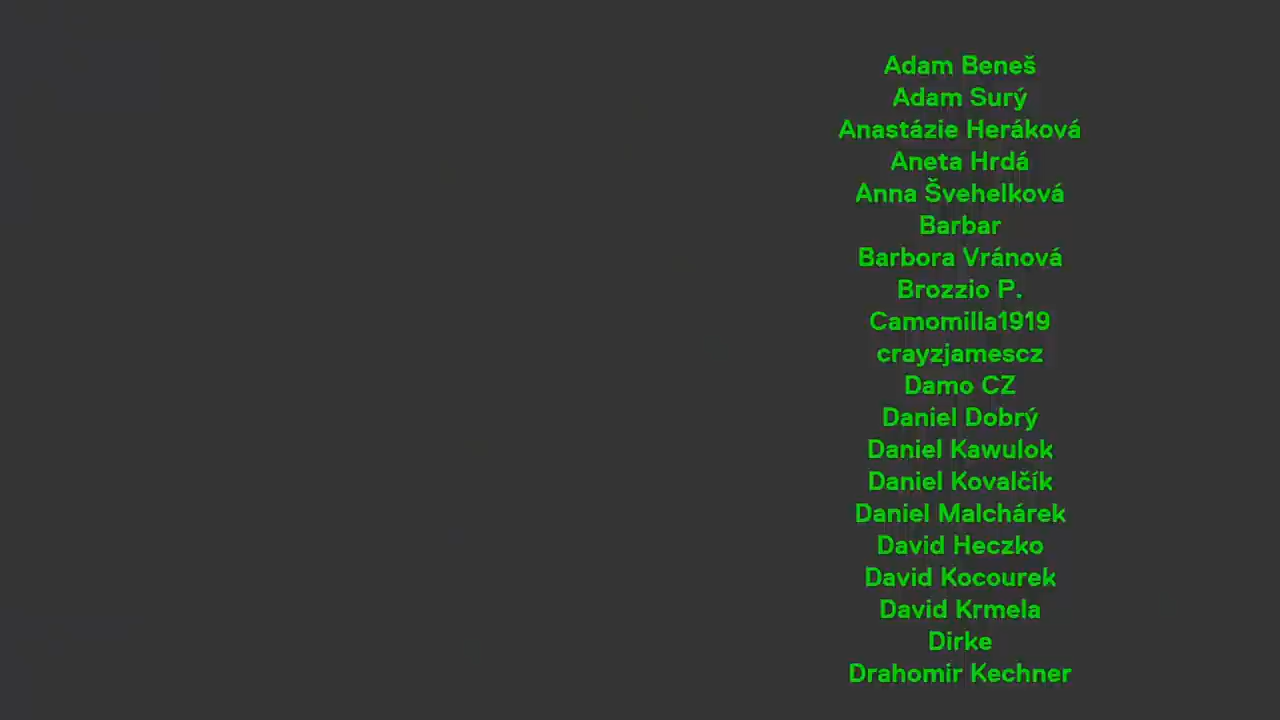 Adam Beneš
Adam Surý
Anastázie Heráková
Aneta Hrdá
Anna Švehelková
Barbar
Barbora Vránová
Brozzio P.
Camomilla1919
crayzjamescz
Damo CZ
Daniel Dobrý
Daniel Kawulok
Daniel Kovalčík
Daniel Malchárek
David Heczko
David Kocourek
David Krmela
Dirke
Drahomir Kechner